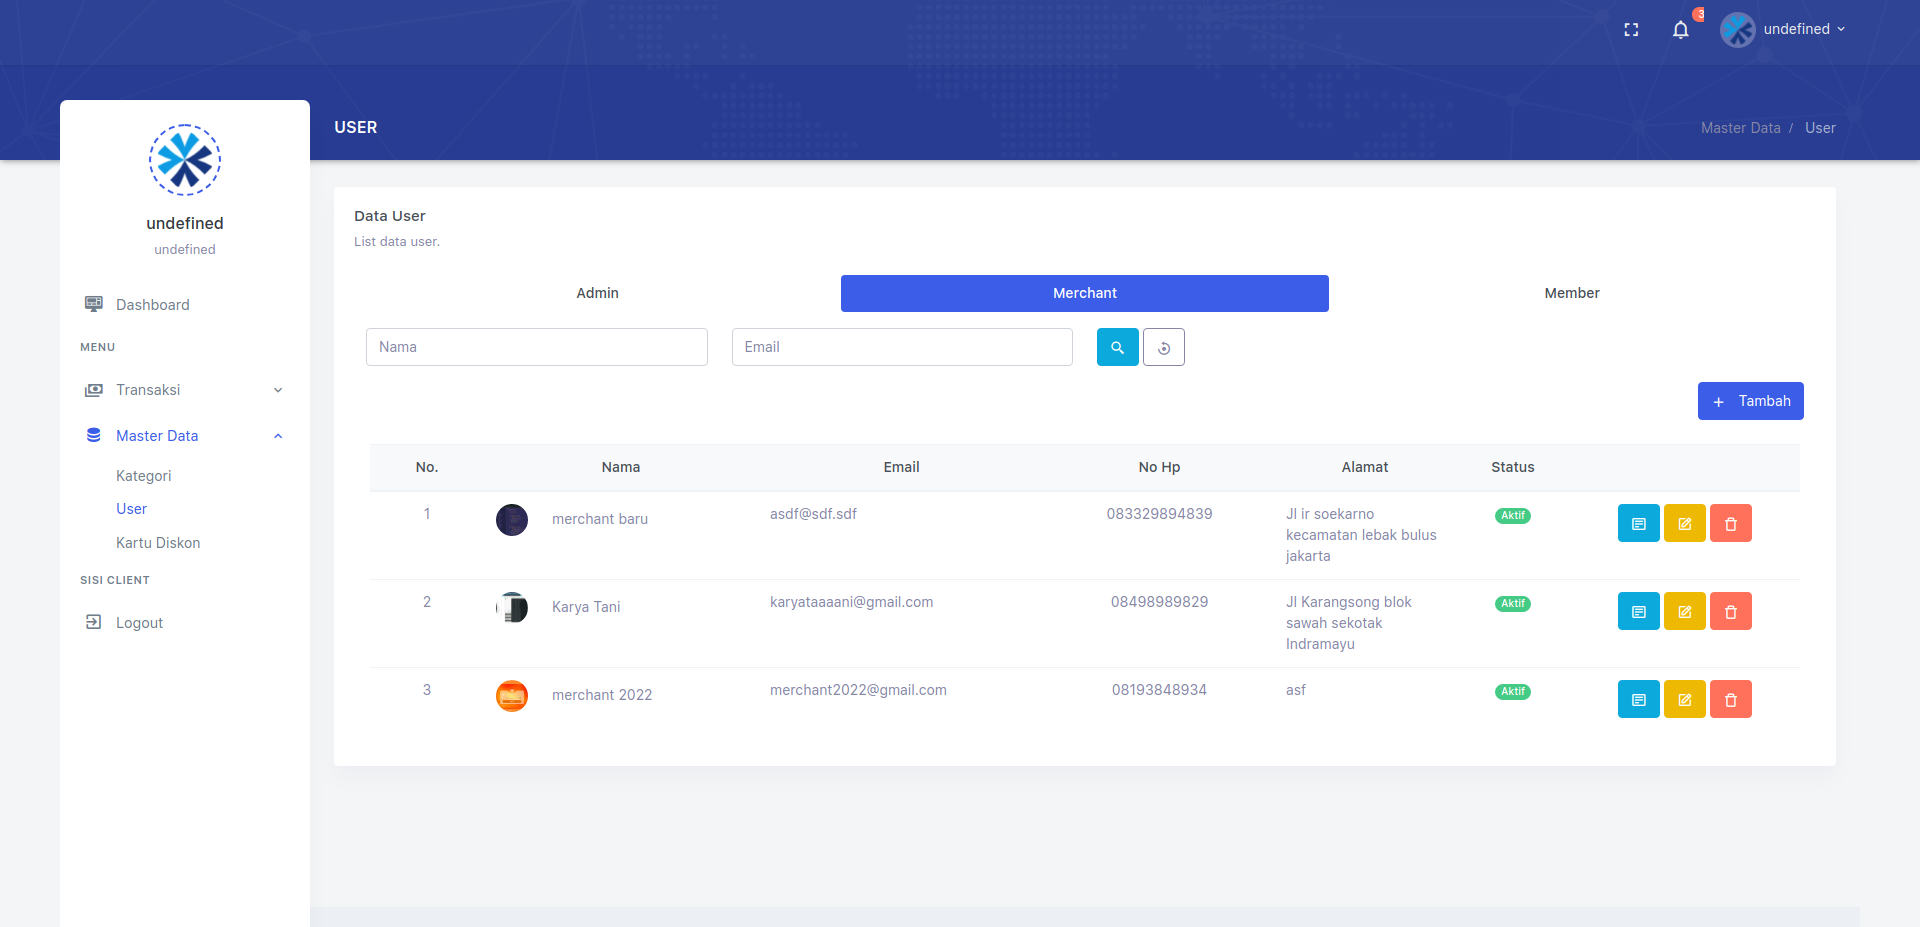 3
undefined
USER
Master Data / User
undefined
undefined
Dashboard
MENU
Transaksi
Master Data
Kategori
User
Kartu Diskon
SISI CLIENT
Logout
Data User
List data user.
Admin Merchant Member
Nama Email
+ Tambah
No. Nama Email No Hp Alamat Status
1 merchant baru asdf@sdf.sdf 083329894839 Jl ir soekarno Aktif
kecamatan lebak bulus
jakarta
2 Karya Tani karyataaaani@gmail.com 08498989829 Jl Karangsong blok Aktif
sawah sekotak
Indramayu
3 merchant 2022 merchant2022@gmail.com 08193848934 asf Aktif